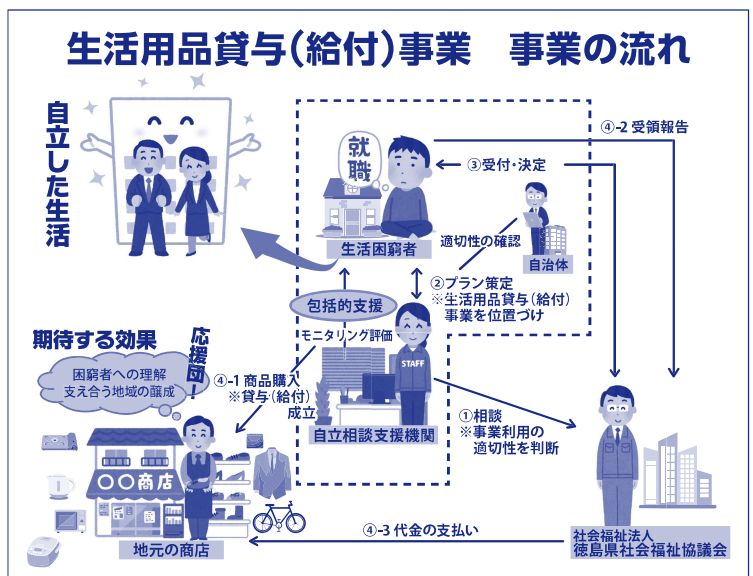 生活用品貸与(給付)事業　事業の流れ
自立した生活
就職
生活困窮者
④-2 受領報告
③受付・決定
適切性の確認
自治体
②プラン策定
※生活用品貸与(給付)
事業を位置づけ
包括的支援
モニタリング評価
STAFF
自立相談支援機関
期待する効果
応援団!
困窮者への理解
支え合う地域の醸成
④-1 商品購入
※貸与(給付)
成立
①相談
※事業利用の
適切性を判断
〇〇商店
地元の商店
④-3 代金の支払い
社会福祉法人
徳島県社会福祉協議会